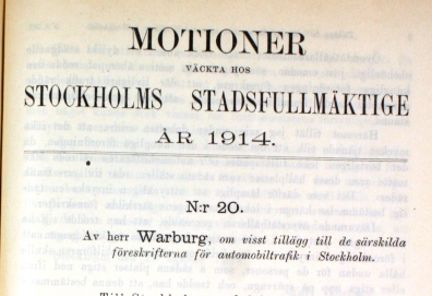 MOTIONER
VÄCKTA HOS
STOCKHOLMS STADSFULLMÄKTIGE
ÅR 1914.
N:r 20.
Av herr Warburg, om visst tillägg till de särskilda
föreskrifterna för automobiltrafik i Stockholm.